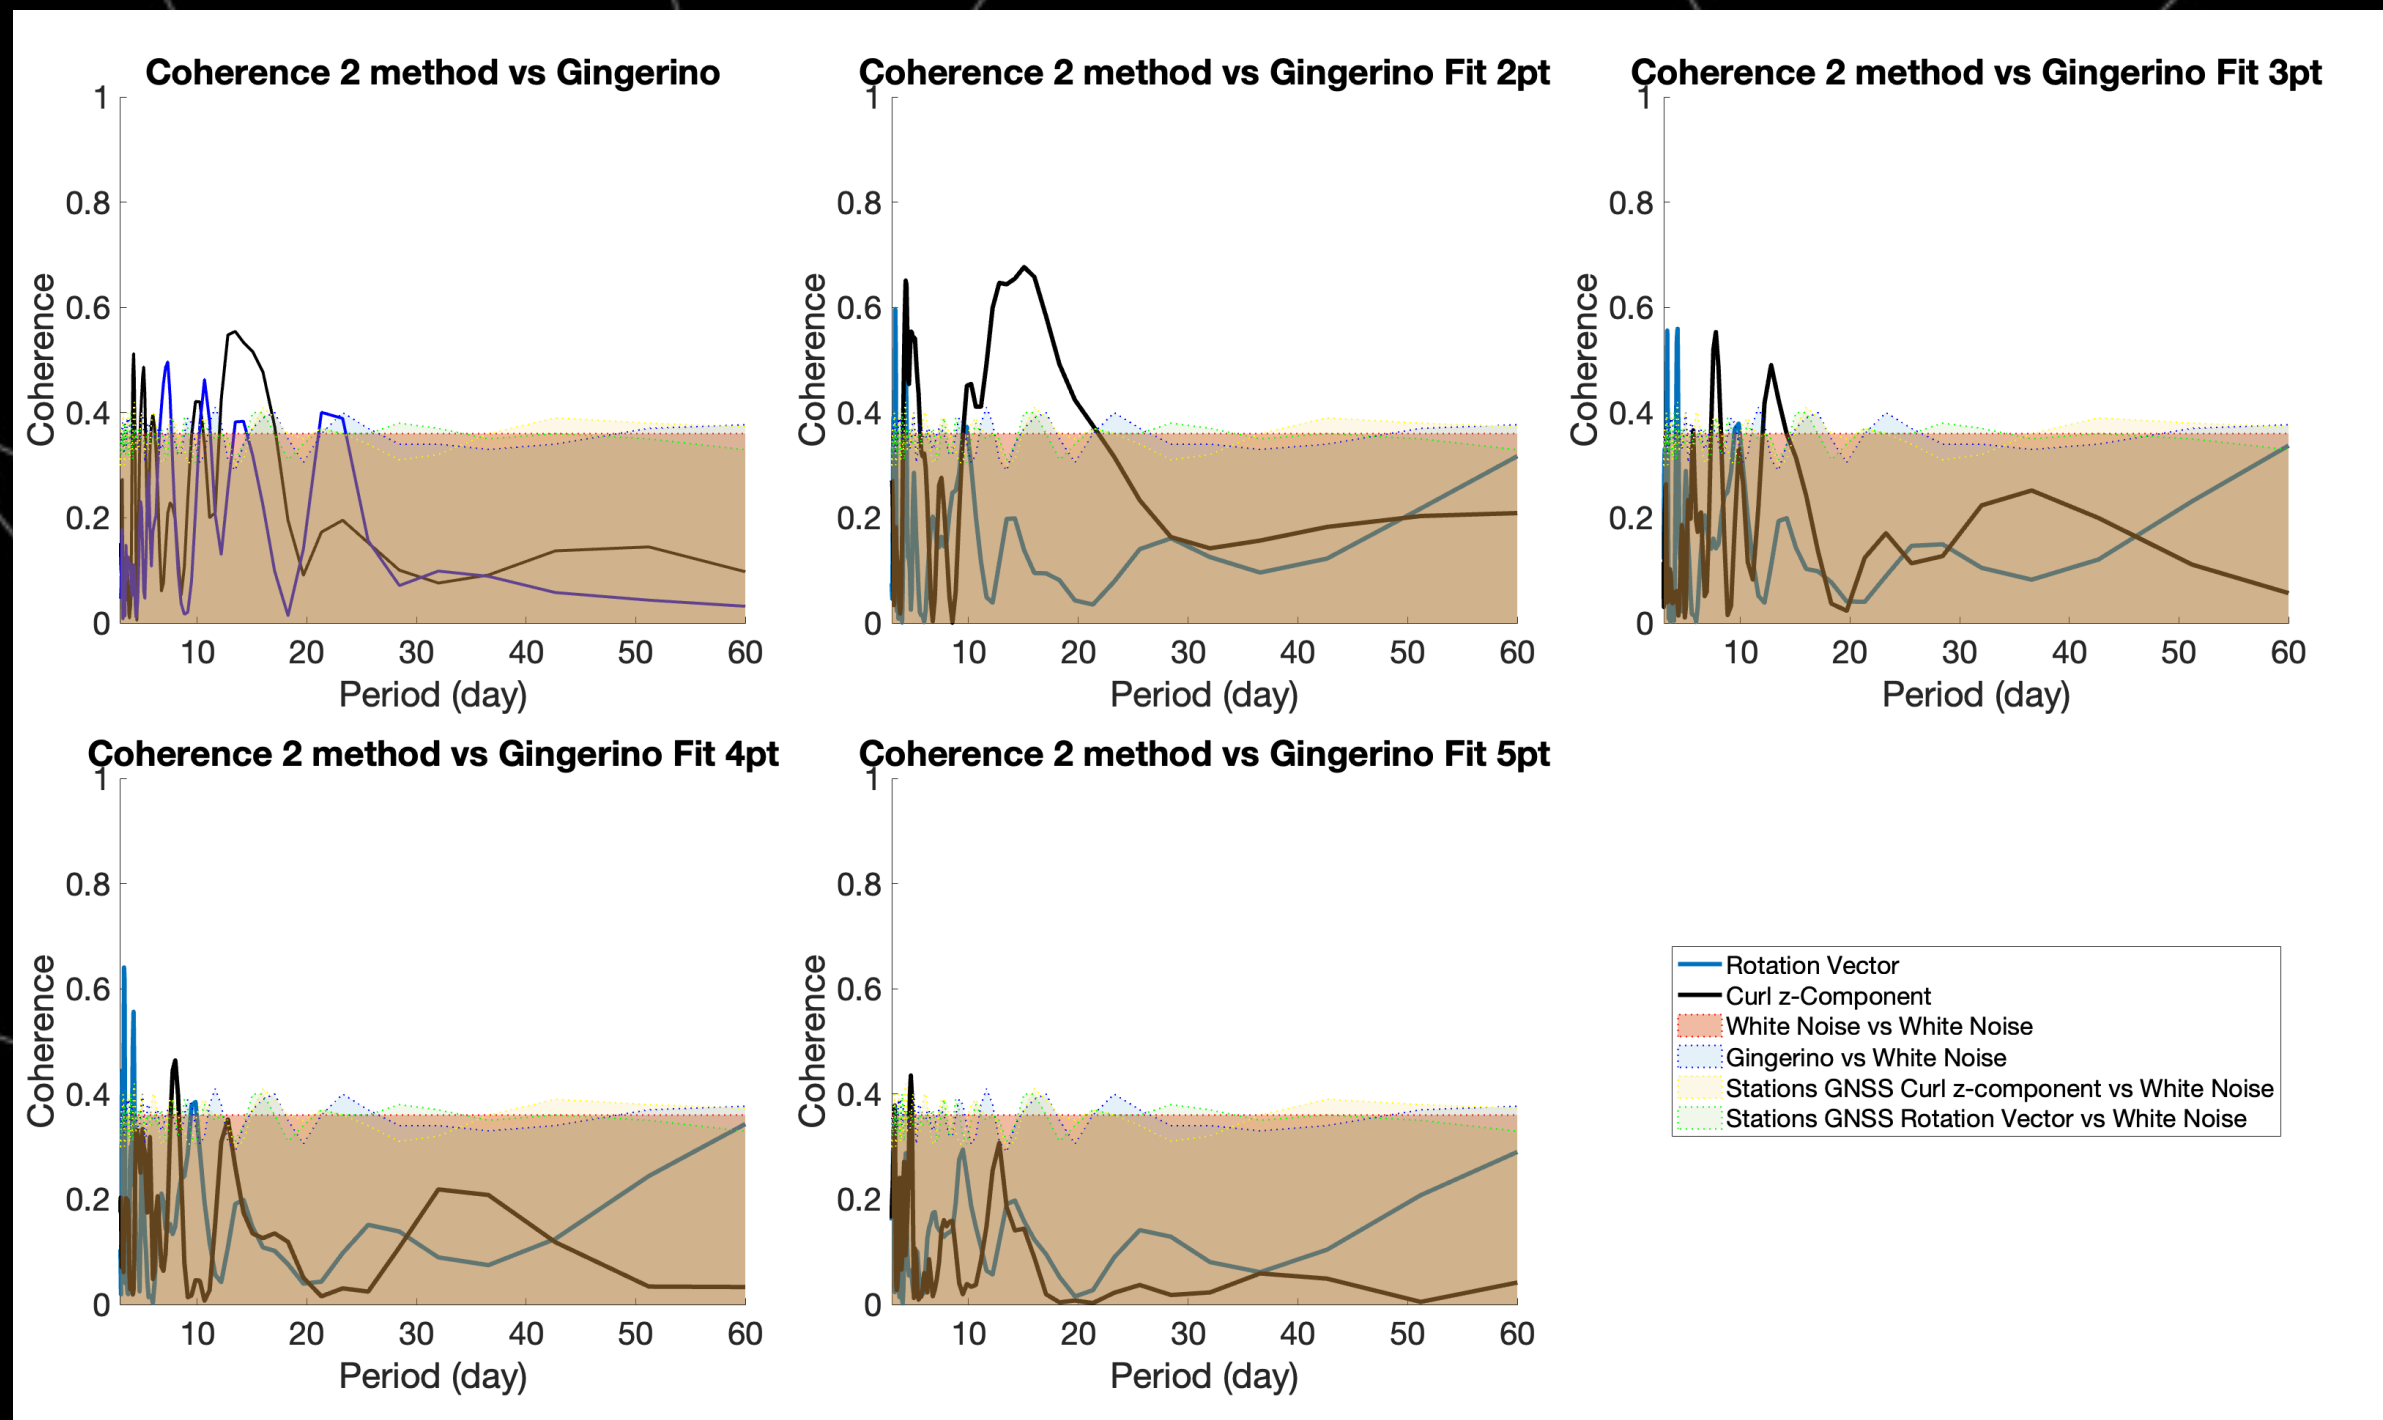 Coherence 2 method vs Gingerino
Coherence
1
0.8
0.6
0.4
0.2
0
10 20 30 40 50 60
Period (day)
Coherence 2 method vs Gingerino Fit 2pt
Coherence
1
0.8
0.6
0.4
0.2
0
10 20 30 40 50 60
Period (day)
Coherence 2 method vs Gingerino Fit 3pt
Coherence
1
0.8
0.6
0.4
0.2
0
10 20 30 40 50 60
Period (day)
Coherence 2 method vs Gingerino Fit 4pt
Coherence
1
0.8
0.6
0.4
0.2
0
10 20 30 40 50 60
Period (day)
Coherence 2 method vs Gingerino Fit 5pt
Coherence
1
0.8
0.6
0.4
0.2
0
10 20 30 40 50 60
Period (day)
Rotation Vector
Curl z-Component
White Noise vs White Noise
Gingerino vs White Noise
Stations GNSS Curl z-component vs White Noise
Stations GNSS Rotation Vector vs White Noise